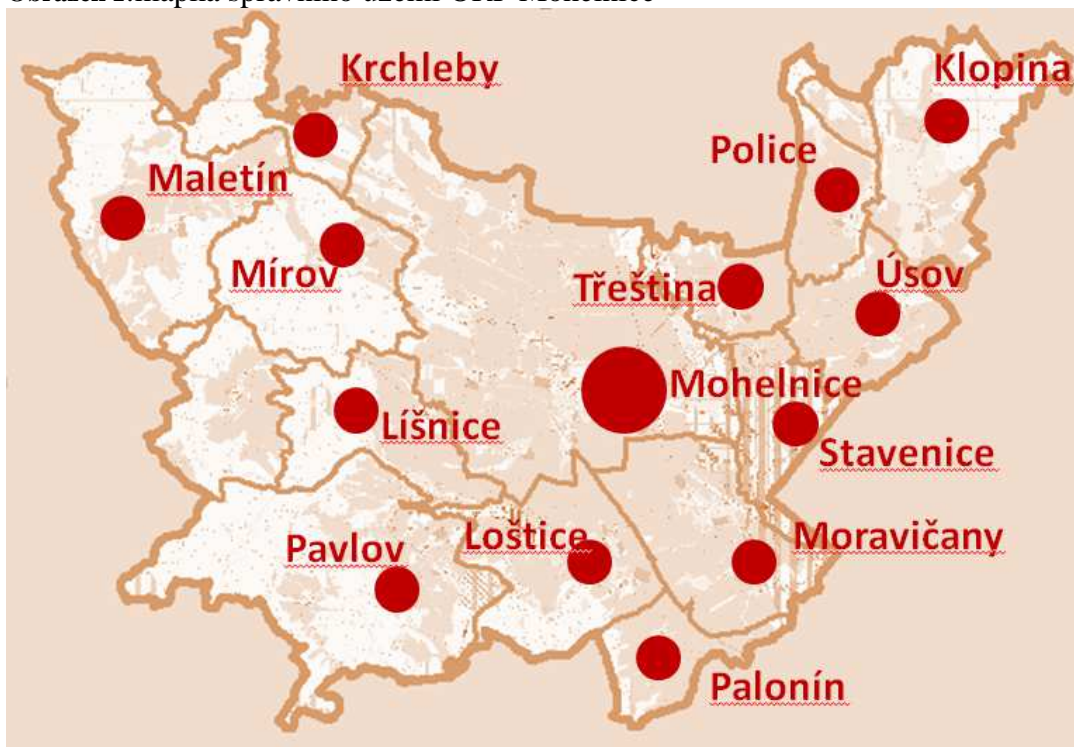 Krchleby
Klopina
Police
Maletín
Mírov
Třeština
Úsov
Mohelnice
Líšnice
Stavenice
Loštice
Moravičany
Pavlov
Palonín